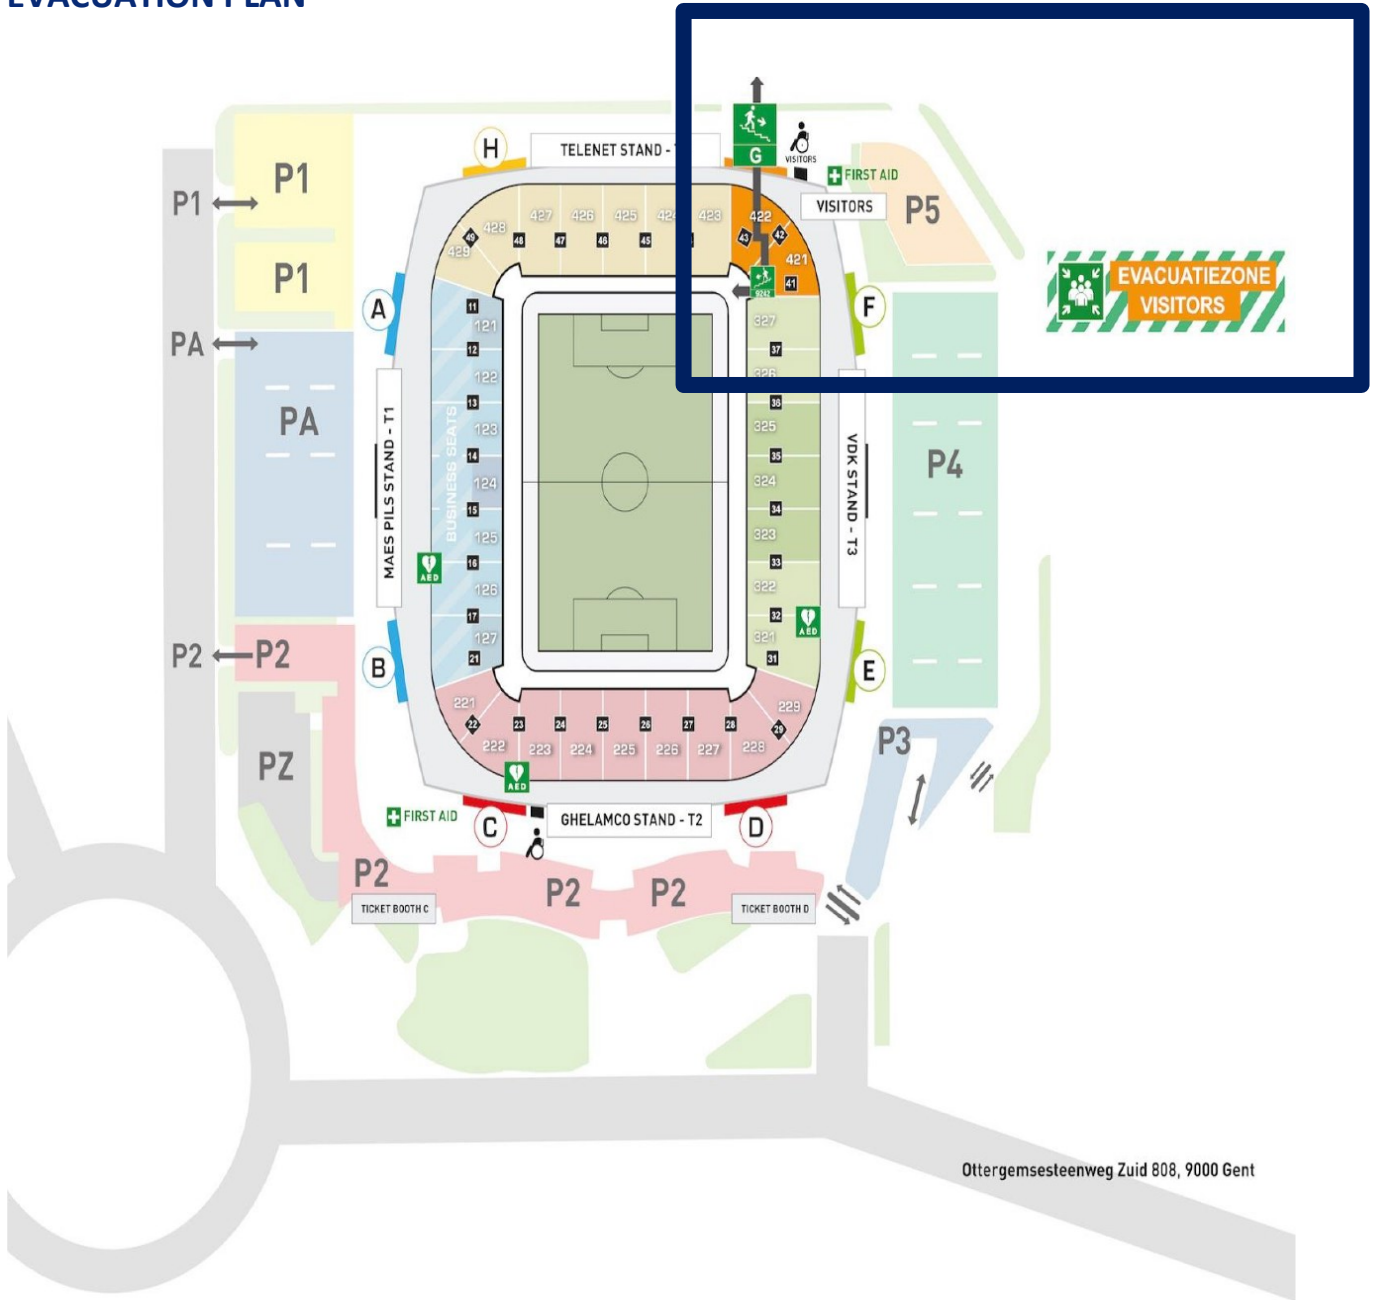 EVACUATION PLAN
G
VISITORS
H
TELENET STAND -
P1
P1
FIRST AID
VISITORS
P5
427
426
425
423
422
428
429
49
48
47
46
45
43
42
421
41
EVACUATIEZONE
VISITORS
P1
A
F
11
121
327
PA
12
122
37
326
13
123
36
325
PA
MAES PILS STAND - T1
BUSINESS SEATS
VDK STAND - T3
14
124
35
324
P4
15
125
34
323
16
126
33
322
AED
17
127
32
321
AED
21
31
P2
P2
B
E
221
229
22
23
24
25
26
27
28
29
222
223
224
225
226
227
228
P3
PZ
AED
FIRST AID
C
GHELAMCO STAND - T2
D
P2
P2
P2
TICKET BOOTH C
TICKET BOOTH D
Ottergemsesteenweg Zuid 808, 9000 Gent